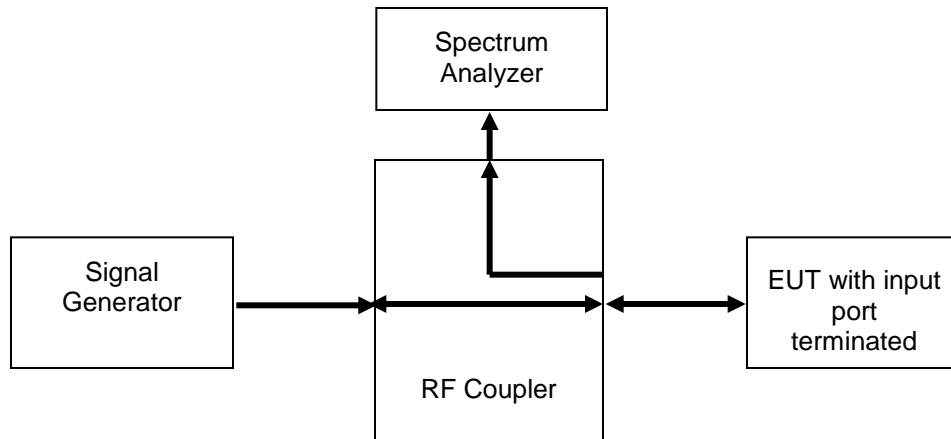 Spectrum
Analyzer
Signal
Generator
EUT with input
port
terminated
RF Coupler